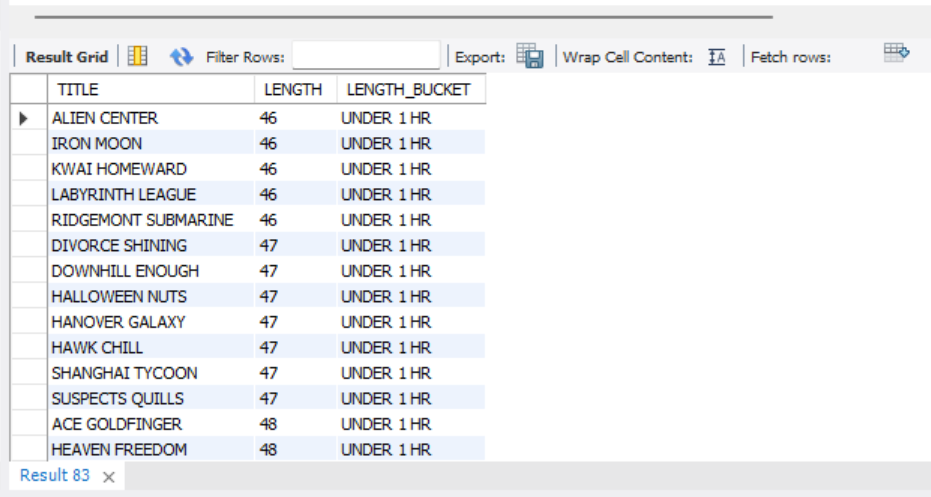 Result Grid Filter Rows: Export: Wrap Cell Content: IA Fetch rows:
TITLE LENGTH LENGTH_BUCKET
ALIEN CENTER 46 UNDER 1 HR
IRON MOON 46 UNDER 1 HR
KWAI HOMEWARD 46 UNDER 1 HR
LABYRINTH LEAGUE 46 UNDER 1 HR
RIDGEMONT SUBMARINE 46 UNDER 1 HR
DIVORCE SHINING 47 UNDER 1 HR
DOWNHILL ENOUGH 47 UNDER 1 HR
HALLOWEEN NUTS 47 UNDER 1 HR
HANOVER GALAXY 47 UNDER 1 HR
HAWK CHILL 47 UNDER 1 HR
SHANGHAI TYCOON 47 UNDER 1 HR
SUSPECTS QUILLS 47 UNDER 1 HR
ACE GOLDFINGER 48 UNDER 1 HR
HEAVEN FREEDOM 48 UNDER 1 HR
Result 83 ×